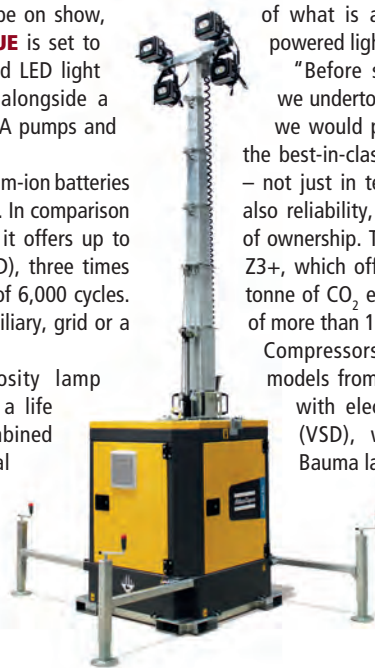 be on show,
UE is set to
d LED light
alongside a
A pumps and
m-ion batteries
. In comparison
it offers up to
D), three times
of 6,000 cycles.
iliary, grid or a
osity lamp
a life
mbined
al
of what is a
powered ligh
"Before s
we underto
we would p
the best-in-clas
– not just in te
also reliability,
of ownership. T
Z3+, which off
tonne of CO2 e
of more than 1
Compressors
models from
with elec
(VSD), w
Bauma la
Atlas Copco